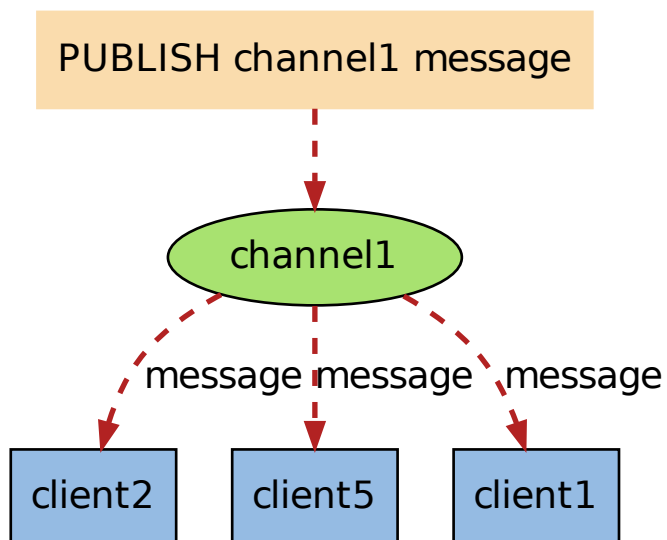 PUBLISH channel1 message
channel1
message message message
client2 client5 client1